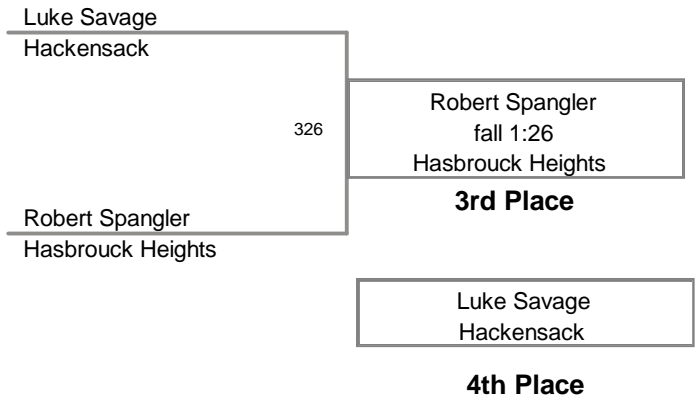 Luke Savage
Hackensack
326
Robert Spangler
fall 1:26
Hasbrouck Heights
3rd Place
Robert Spangler
Hasbrouck Heights
Luke Savage
Hackensack
4th Place